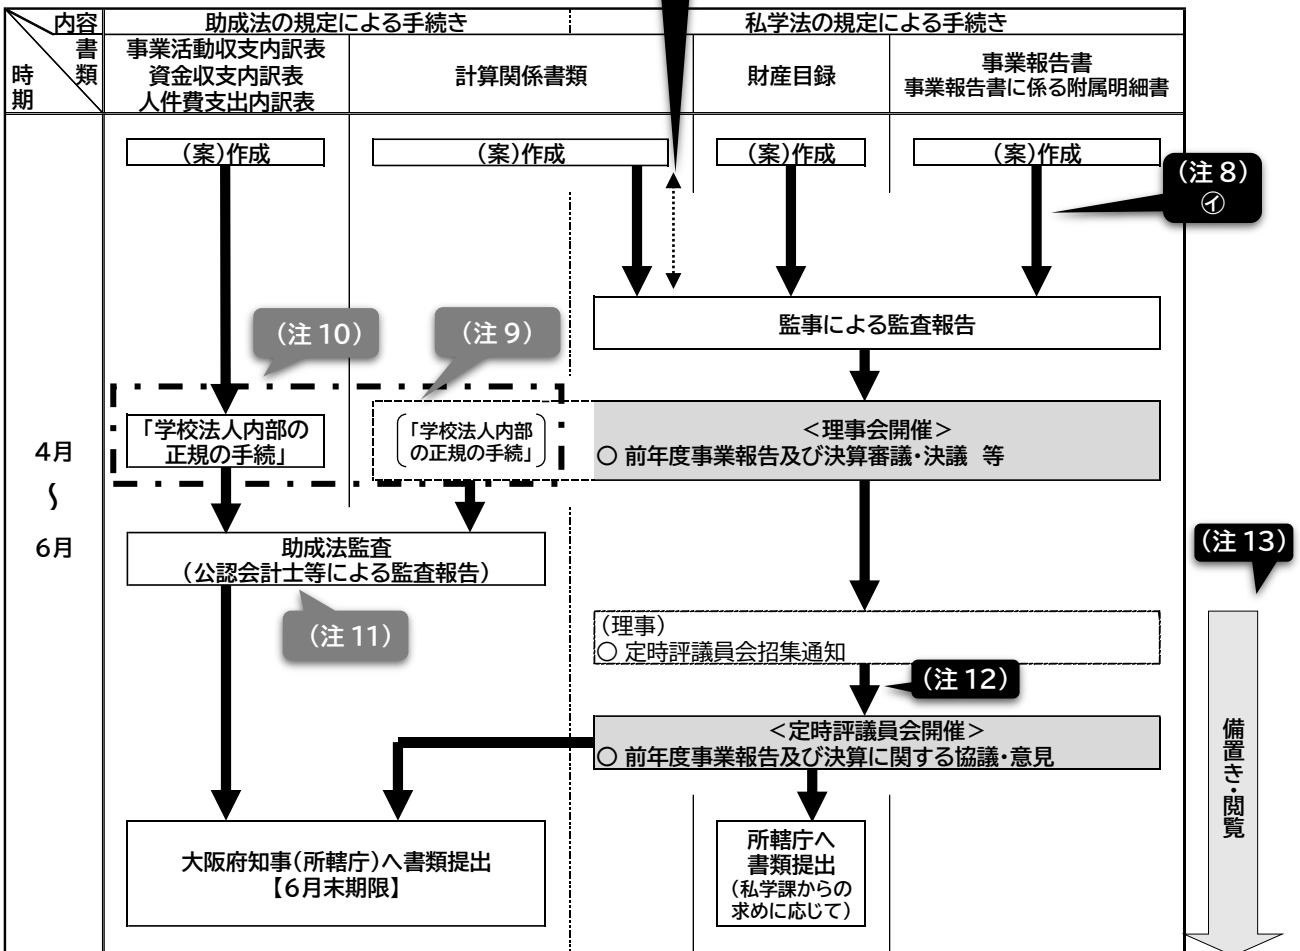 内容
書
類
時
期
助成法の規定による手続き
私学法の規定による手続き
事業活動収支内訳表
資金収支内訳表
人件費支出内訳表
計算関係書類
財産目録
事業報告書
事業報告書に係る附属明細書
(案)作成
(案)作成
(案)作成
(案)作成
(注8)
㋑
監事による監査報告
(注10)
(注9)
「学校法人内部の
正規の手続」
「学校法人内部
の正規の手続」
<理事会開催>
○ 前年度事業報告及び決算審議・決議 等
4月
〜
6月
助成法監査
(公認会計士等による監査報告)
(注11)
(注13)
(理事)
○ 定時評議員会招集通知
(注12)
<定時評議員会開催>
○ 前年度事業報告及び決算に関する協議・意見
備置き・閲覧
大阪府知事(所轄庁)へ書類提出
【6月末期限】
所轄庁へ
書類提出
(私学課からの
求めに応じて)